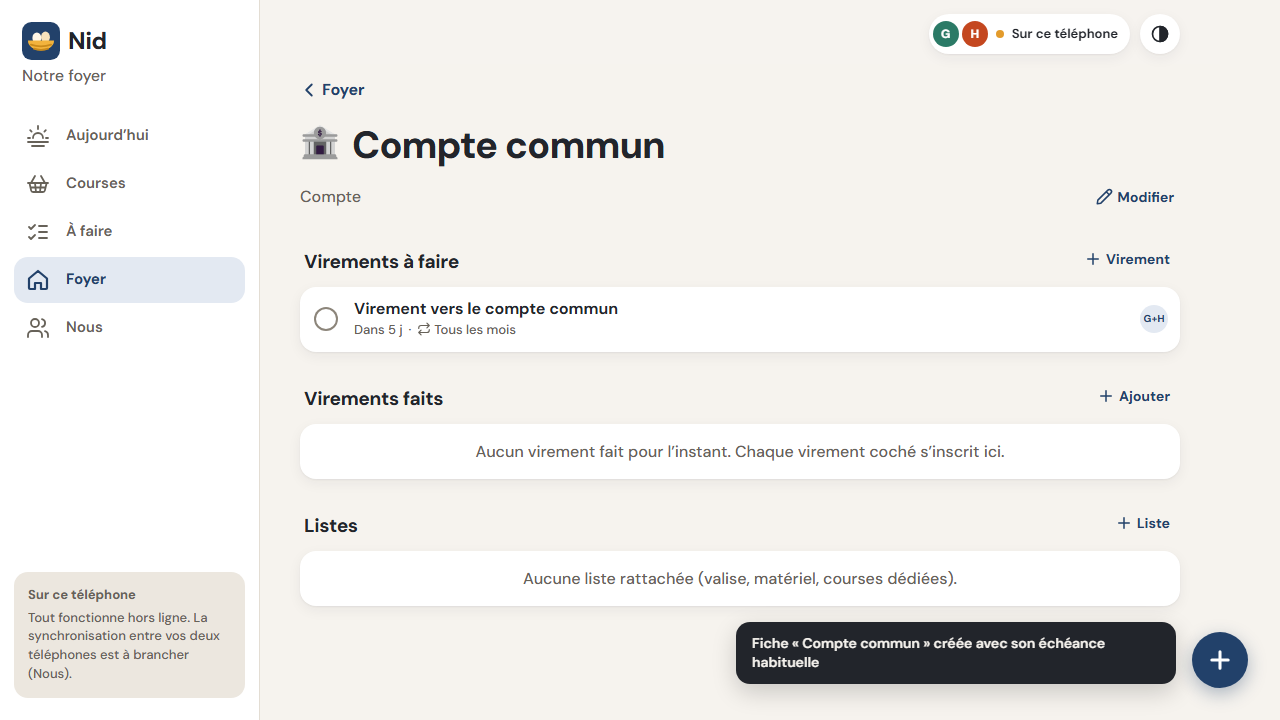 Nid
Notre foyer
Aujourd’hui
Courses
À faire
Foyer
Nous
Sur ce téléphone
Tout fonctionne hors ligne. La
synchronisation entre vos deux
téléphones est à brancher
(Nous).
G H Sur ce téléphone
Foyer
Compte commun
Compte
Modifier
Virements à faire
Virement
Virement vers le compte commun
Dans 5 j · Tous les mois
G+H
Virements faits
Ajouter
Aucun virement fait pour l’instant. Chaque virement coché s’inscrit ici.
Listes
Liste
Aucune liste rattachée (valise, matériel, courses dédiées).
Fiche « Compte commun » créée avec son échéance
habituelle